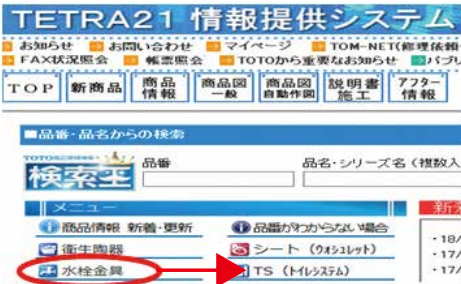 TETRA21 情報提供システム
お知らせ お問い合わせ マイページ TOM-NET(修理依頼
FAX状況照会 帳票照会 TOTOから重要なお知らせ パブリ
TOP 新商品 商品情報 商品図一般 商品図自動作図 説明書施工 アフター情報
■品番・品名からの検索
TOTO
検索王 品番 品名・シリーズ名 (複数入
メニュー 新
商品情報 新着・更新 品番がわからない場合
衛生陶器 シート (ウォシュレット) ・18/
・17/
水栓金具 TS (トイレシステム) ・17/